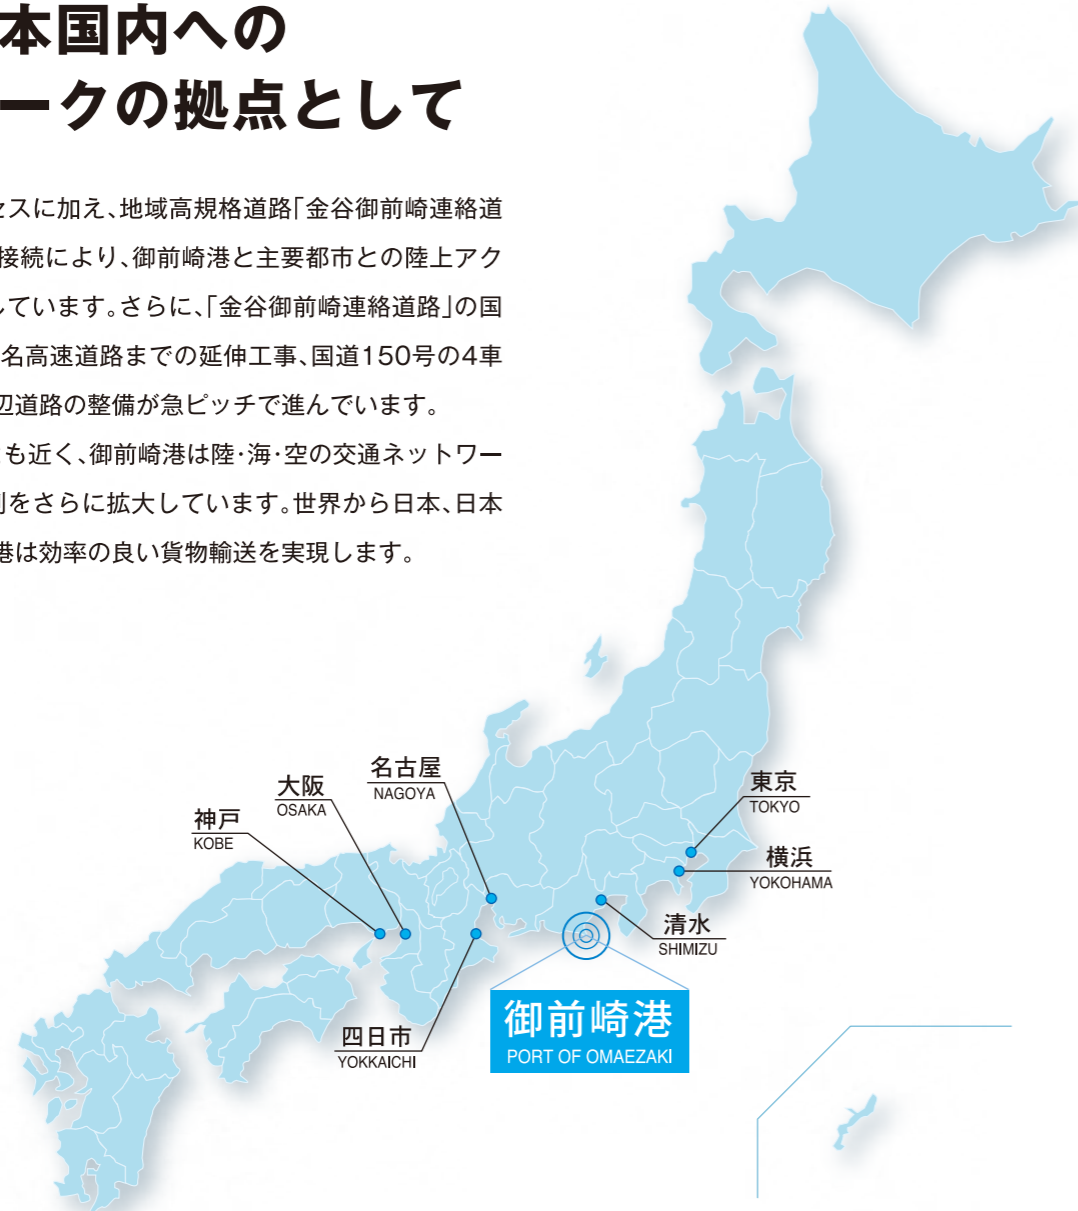 本国内への
ークの拠点として
セスに加え、地域高規格道路「金谷御前崎連絡道
接続により、御前崎港と主要都市との陸上アク
しています。さらに、「金谷御前崎連絡道路」の国
名高速道路までの延伸工事、国道150号の4車
辺道路の整備が急ピッチで進んでいます。
も近く、御前崎港は陸・海・空の交通ネットワー
割をさらに拡大しています。世界から日本、日本
港は効率の良い貨物輸送を実現します。
名古屋
NAGOYA
大阪
OSAKA
神戸
KOBE
東京
TOKYO
横浜
YOKOHAMA
清水
SHIMIZU
御前崎港
PORT OF OMAEZAKI
四日市
YOKKAICHI